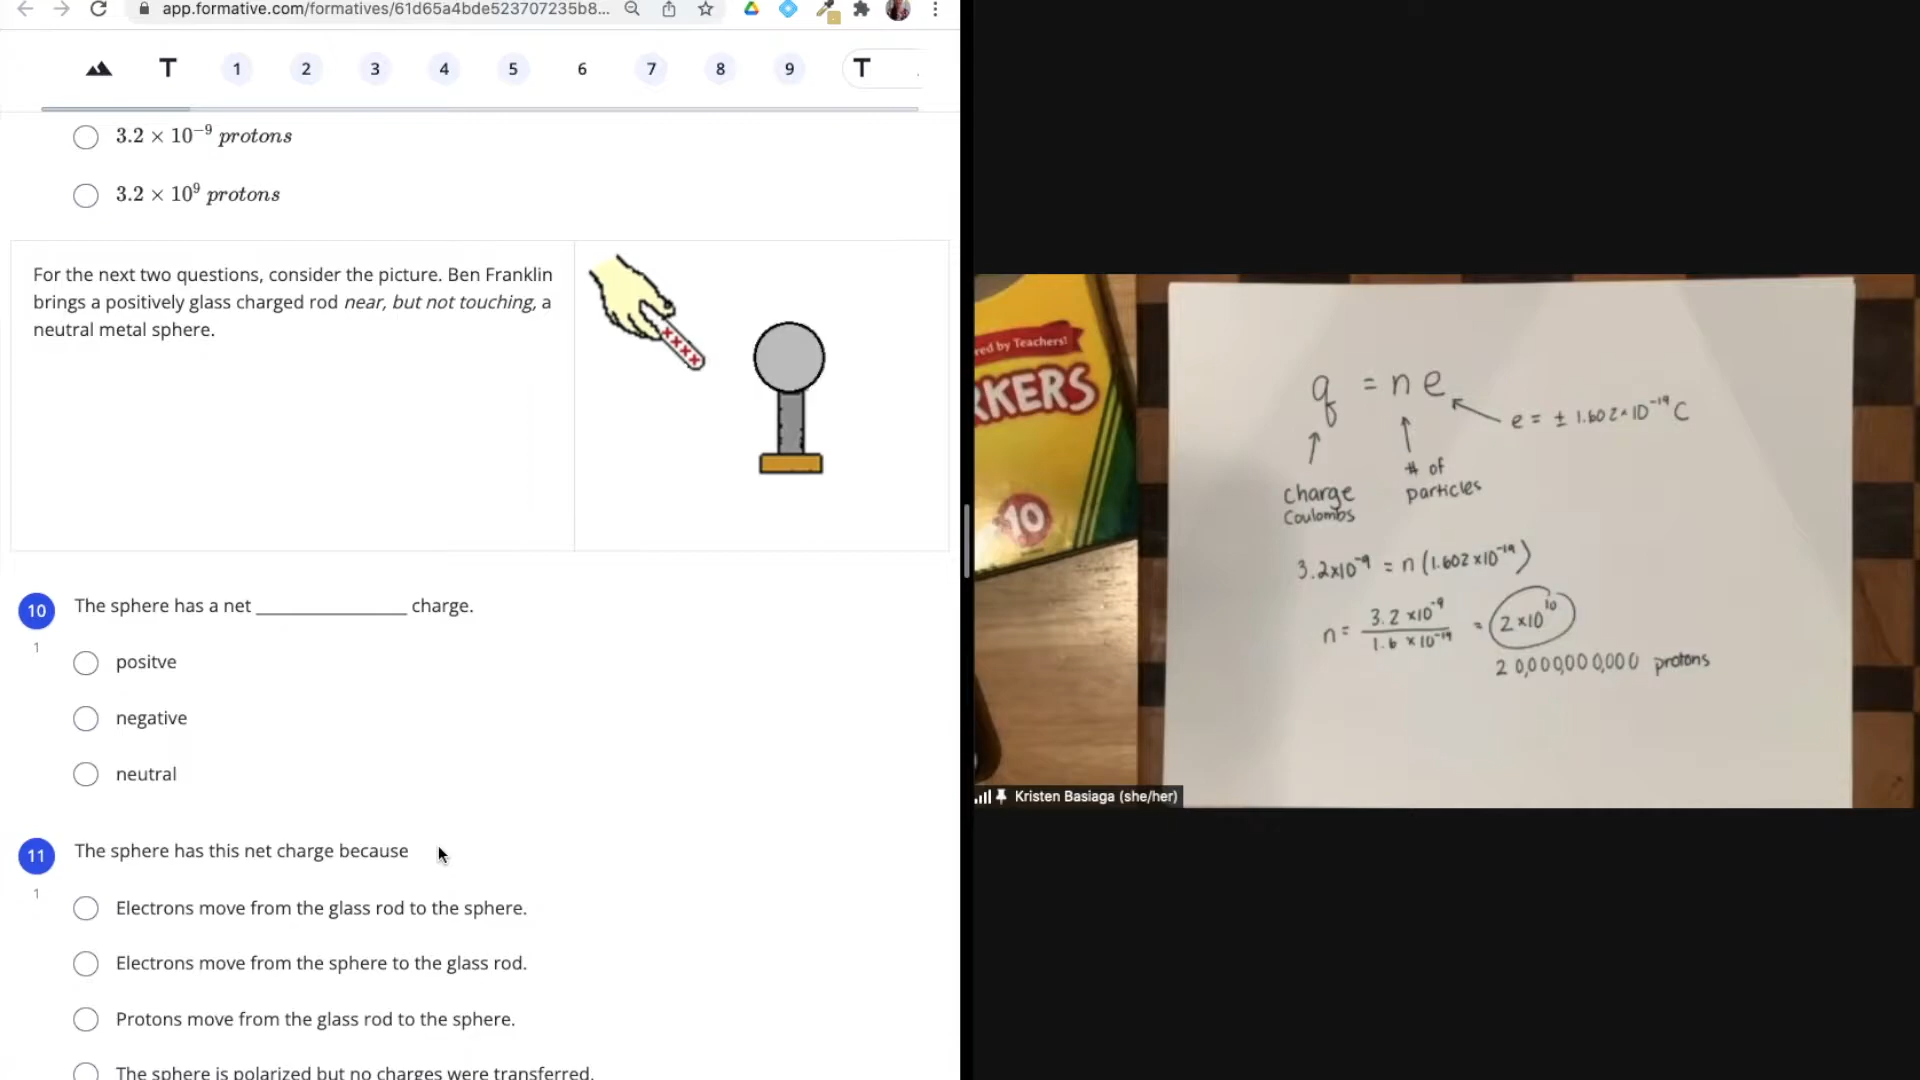 app.formative.com/formatives/61d65a4bde523707235b8...
T 1 2 3 4 5 6 7 8 9 T
3.2 × 10⁻⁹ protons
3.2 × 10⁹ protons
For the next two questions, consider the picture. Ben Franklin
brings a positively glass charged rod near, but not touching, a
neutral metal sphere.
10 The sphere has a net _______________ charge.
1
positve
negative
neutral
11 The sphere has this net charge because
1
Electrons move from the glass rod to the sphere.
Electrons move from the sphere to the glass rod.
Protons move from the glass rod to the sphere.
The sphere is polarized but no charges were transferred.
red by Teachers!
RKERS
10
q = n e
e = ± 1.602×10⁻¹⁹ C
# of
particles
Charge
Coulombs
3.2×10⁻⁹ = n (1.602×10⁻¹⁹)
n = 3.2 ×10⁻⁹ / 1.6 ×10⁻¹⁹ = 2×10¹⁰
20,000,000,000 protons
Kristen Basiaga (she/her)